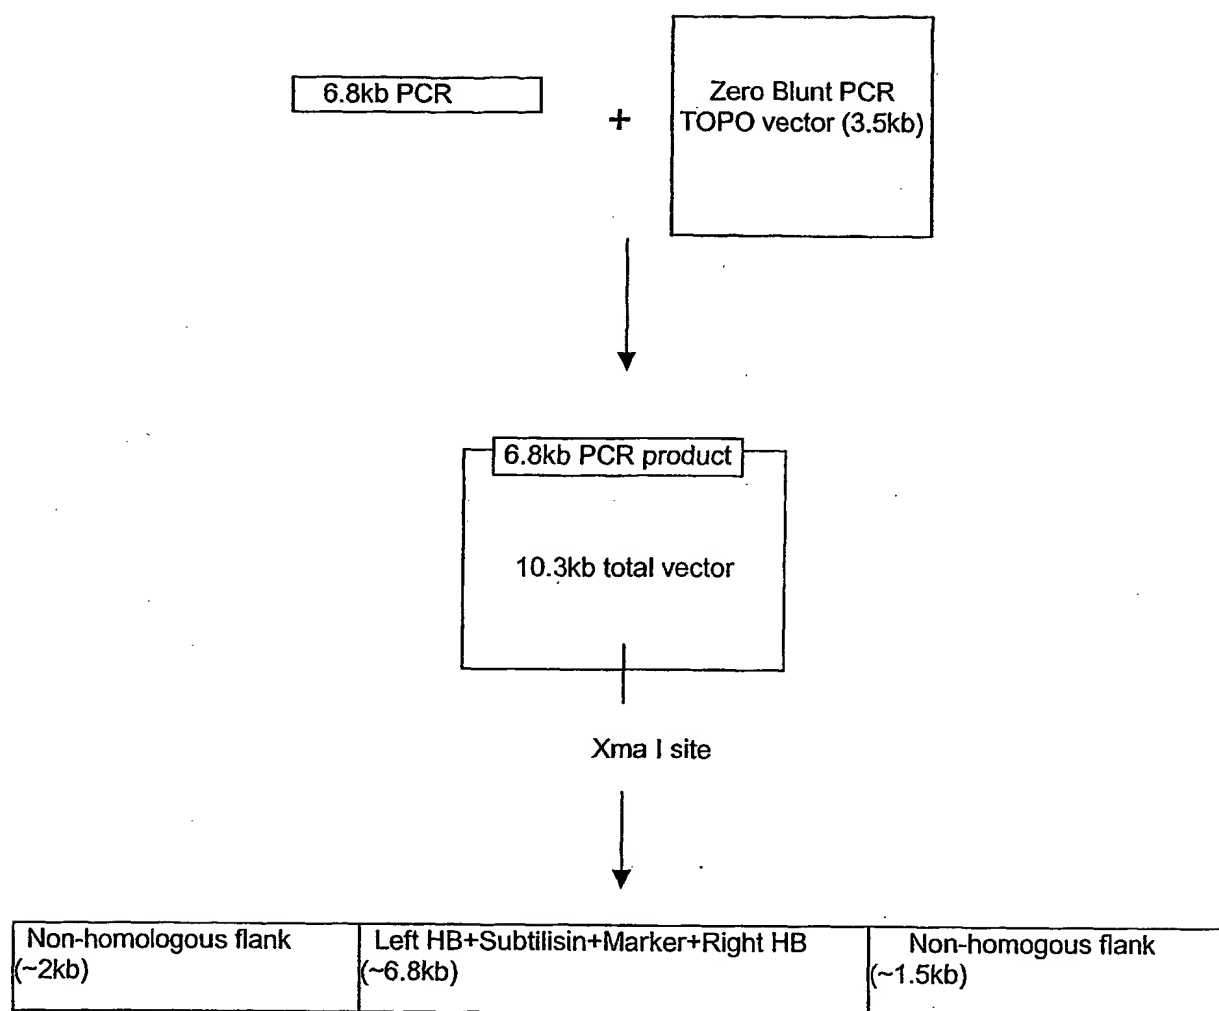 6.8kb PCR
+
Zero Blunt PCR
TOPO vector (3.5kb)
6.8kb PCR product
10.3kb total vector
Xma I site
Non-homologous flank
(~2kb)
Left HB+Subtilisin+Marker+Right HB
(~6.8kb)
Non-homogous flank
(~1.5kb)